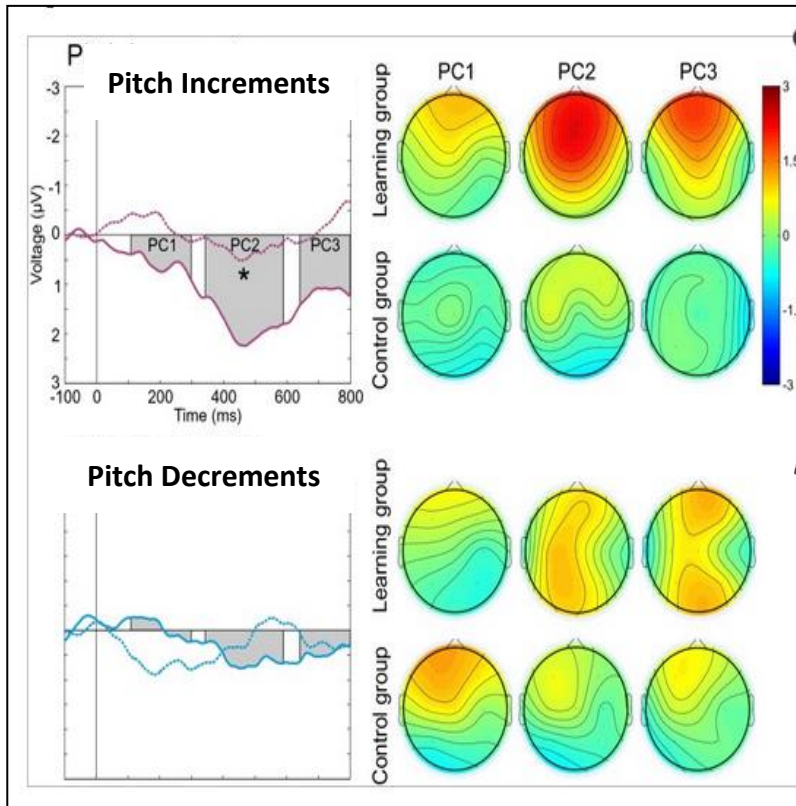 P
Pitch Increments
-3
-2
-1
0
1
2
3
Voltage (µV)
PC1
PC2
PC3
*
-100 0 200 400 600 800
Time (ms)
PC1 PC2 PC3
Learning group
Control group
3
1.5
0
-1.
-3
Pitch Decrements
Learning group
Control group